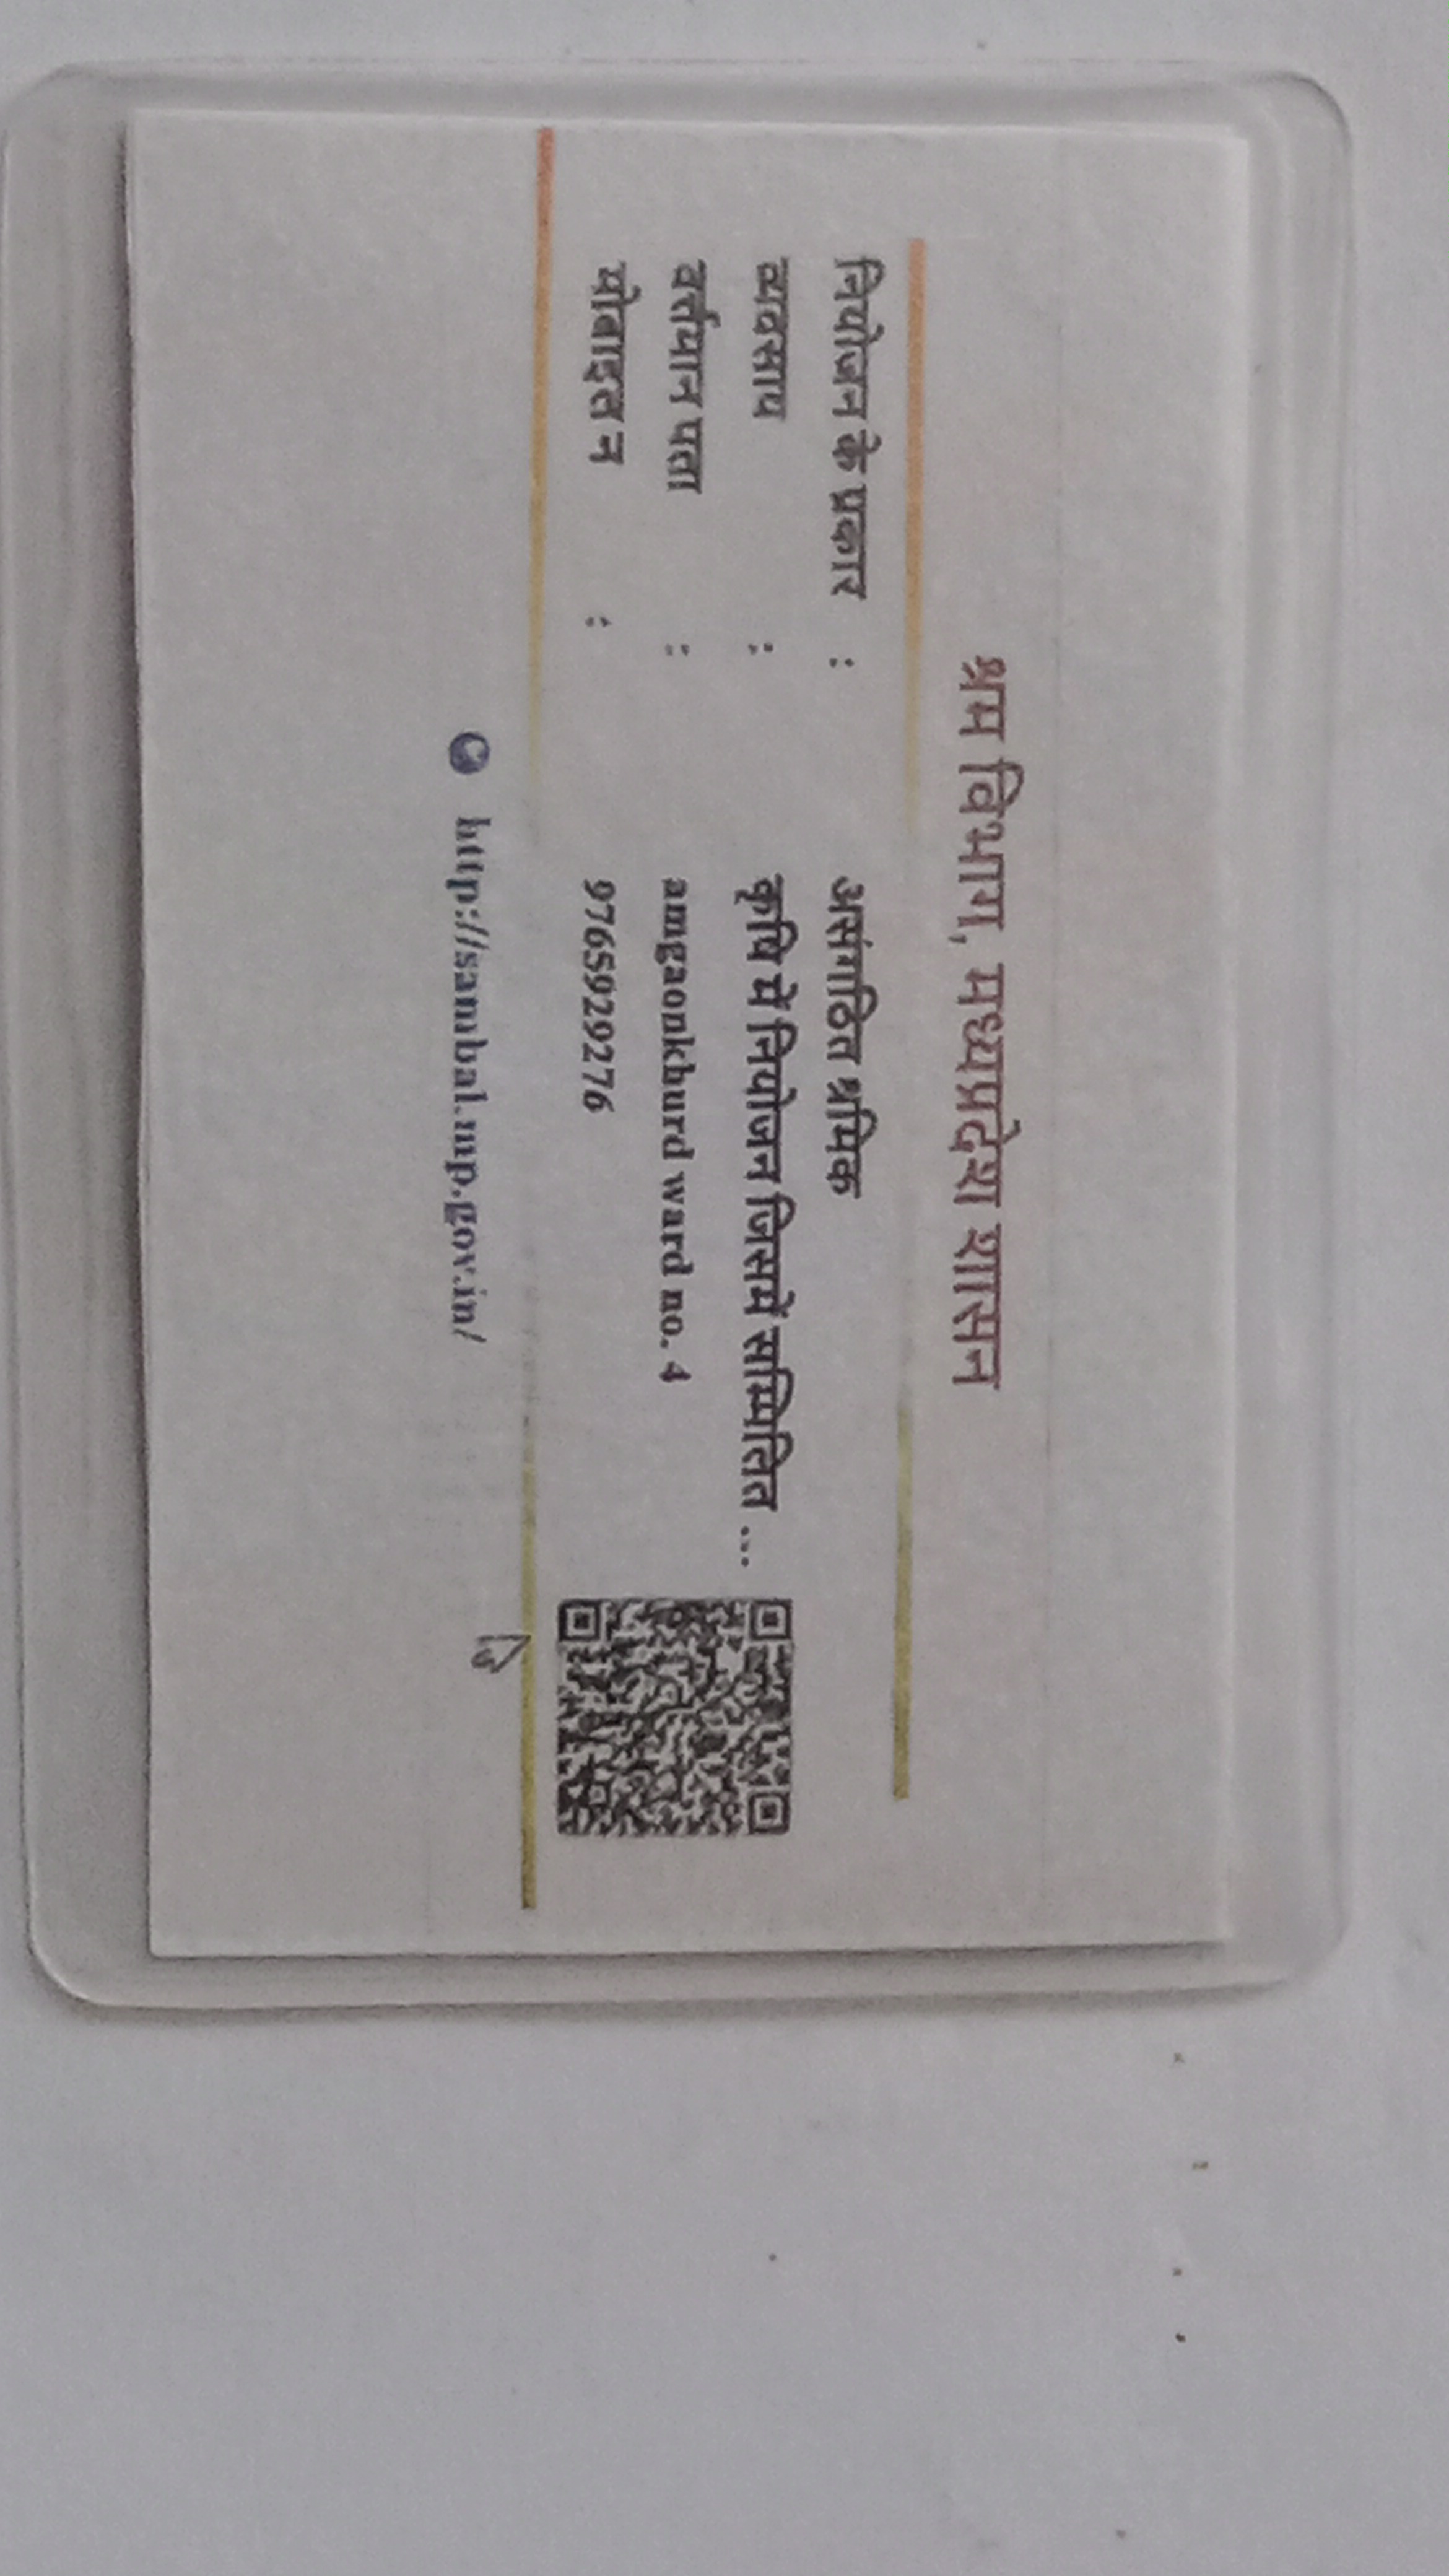 श्रम विभाग, मध्यप्रदेश शासन
नियोजन के प्रकार : असंगठित श्रमिक
व्यवसाय : कृषि में नियोजन जिसमें सम्मिलित ...
वर्तमान पता : amgaonkhurd ward no. 4
मोबाइल न : 9765929276
http://sambal.mp.gov.in/